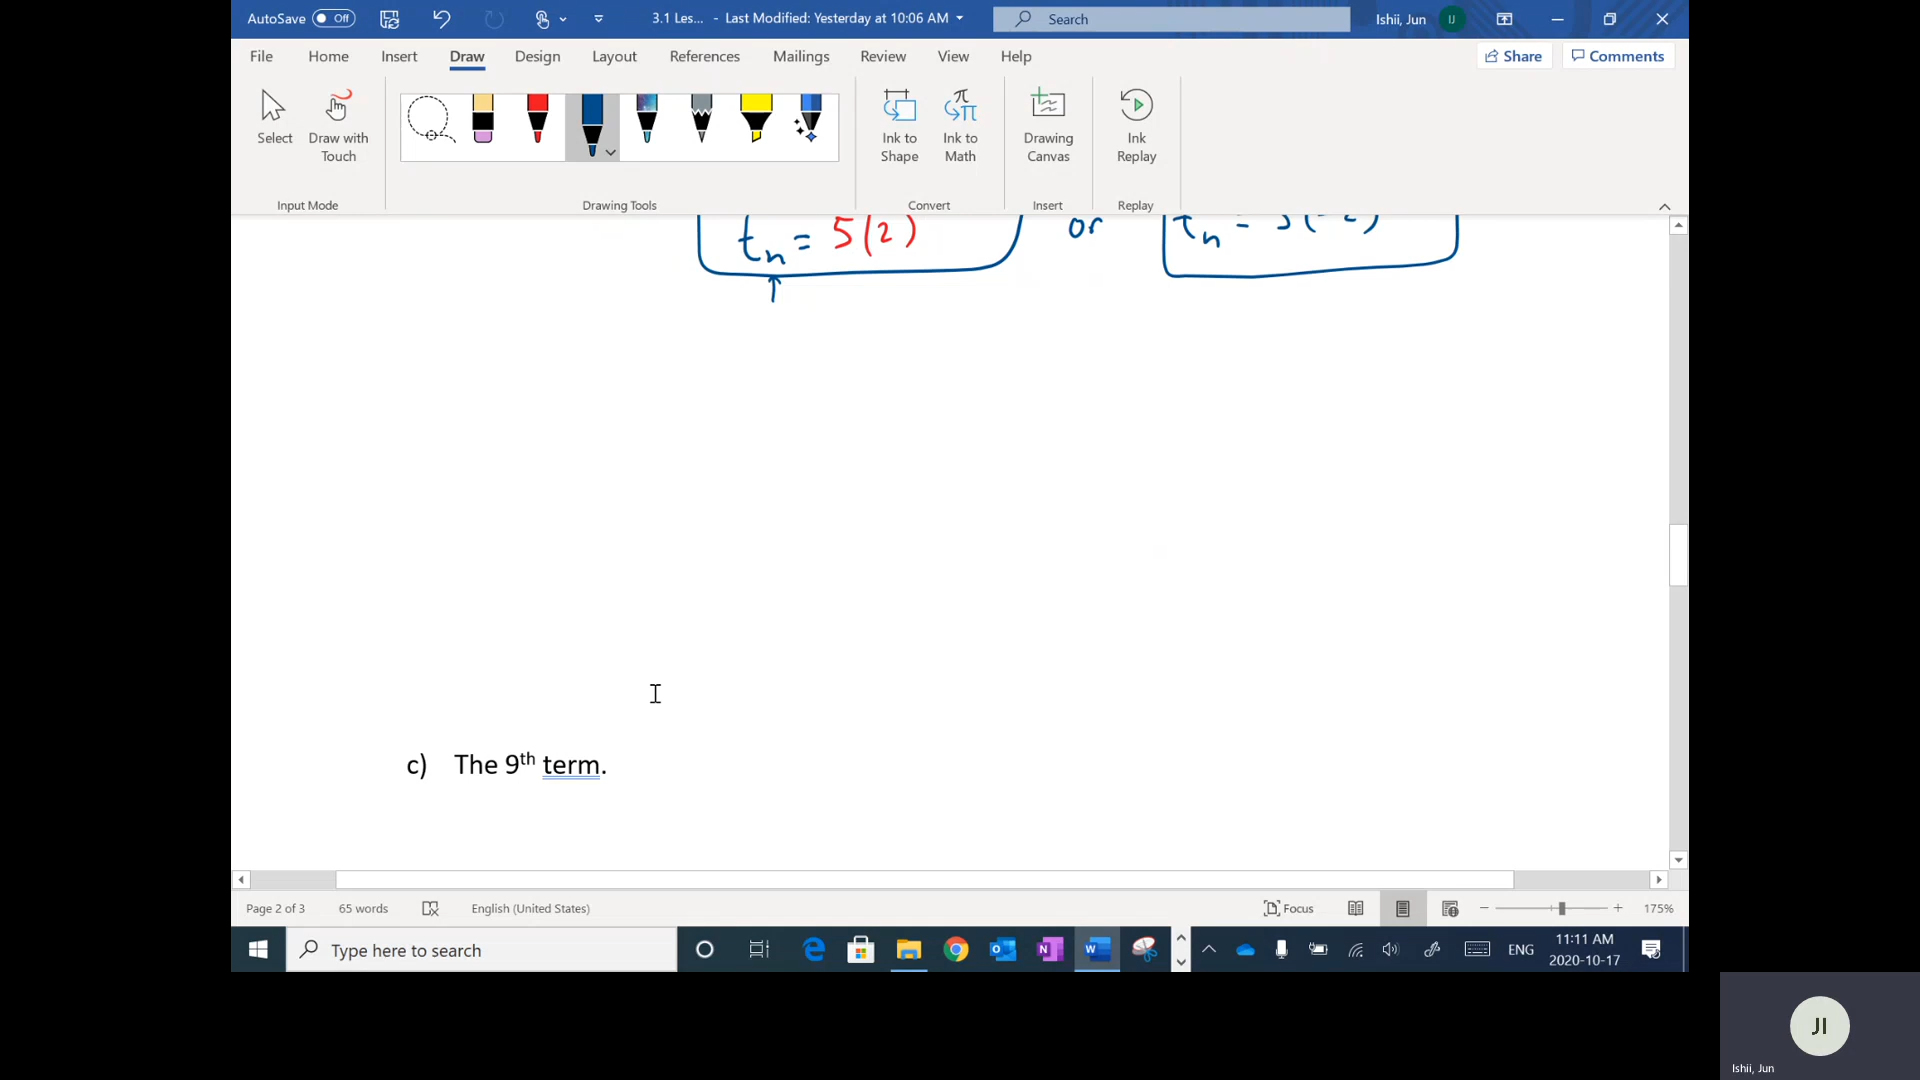 AutoSave Off 3.1 Les... - Last Modified: Yesterday at 10:06 AM Search Ishii, Jun IJ
File Home Insert Draw Design Layout References Mailings Review View Help Share Comments
Select Draw with Touch Ink to Shape Ink to Math Drawing Canvas Ink Replay
Input Mode Drawing Tools Convert Insert Replay
tn = 5(2) or tn = 5(-2)
c) The 9th term.
Page 2 of 3 65 words English (United States) Focus 175%
Type here to search ENG 11:11 AM
2020-10-17
JI
Ishii, Jun